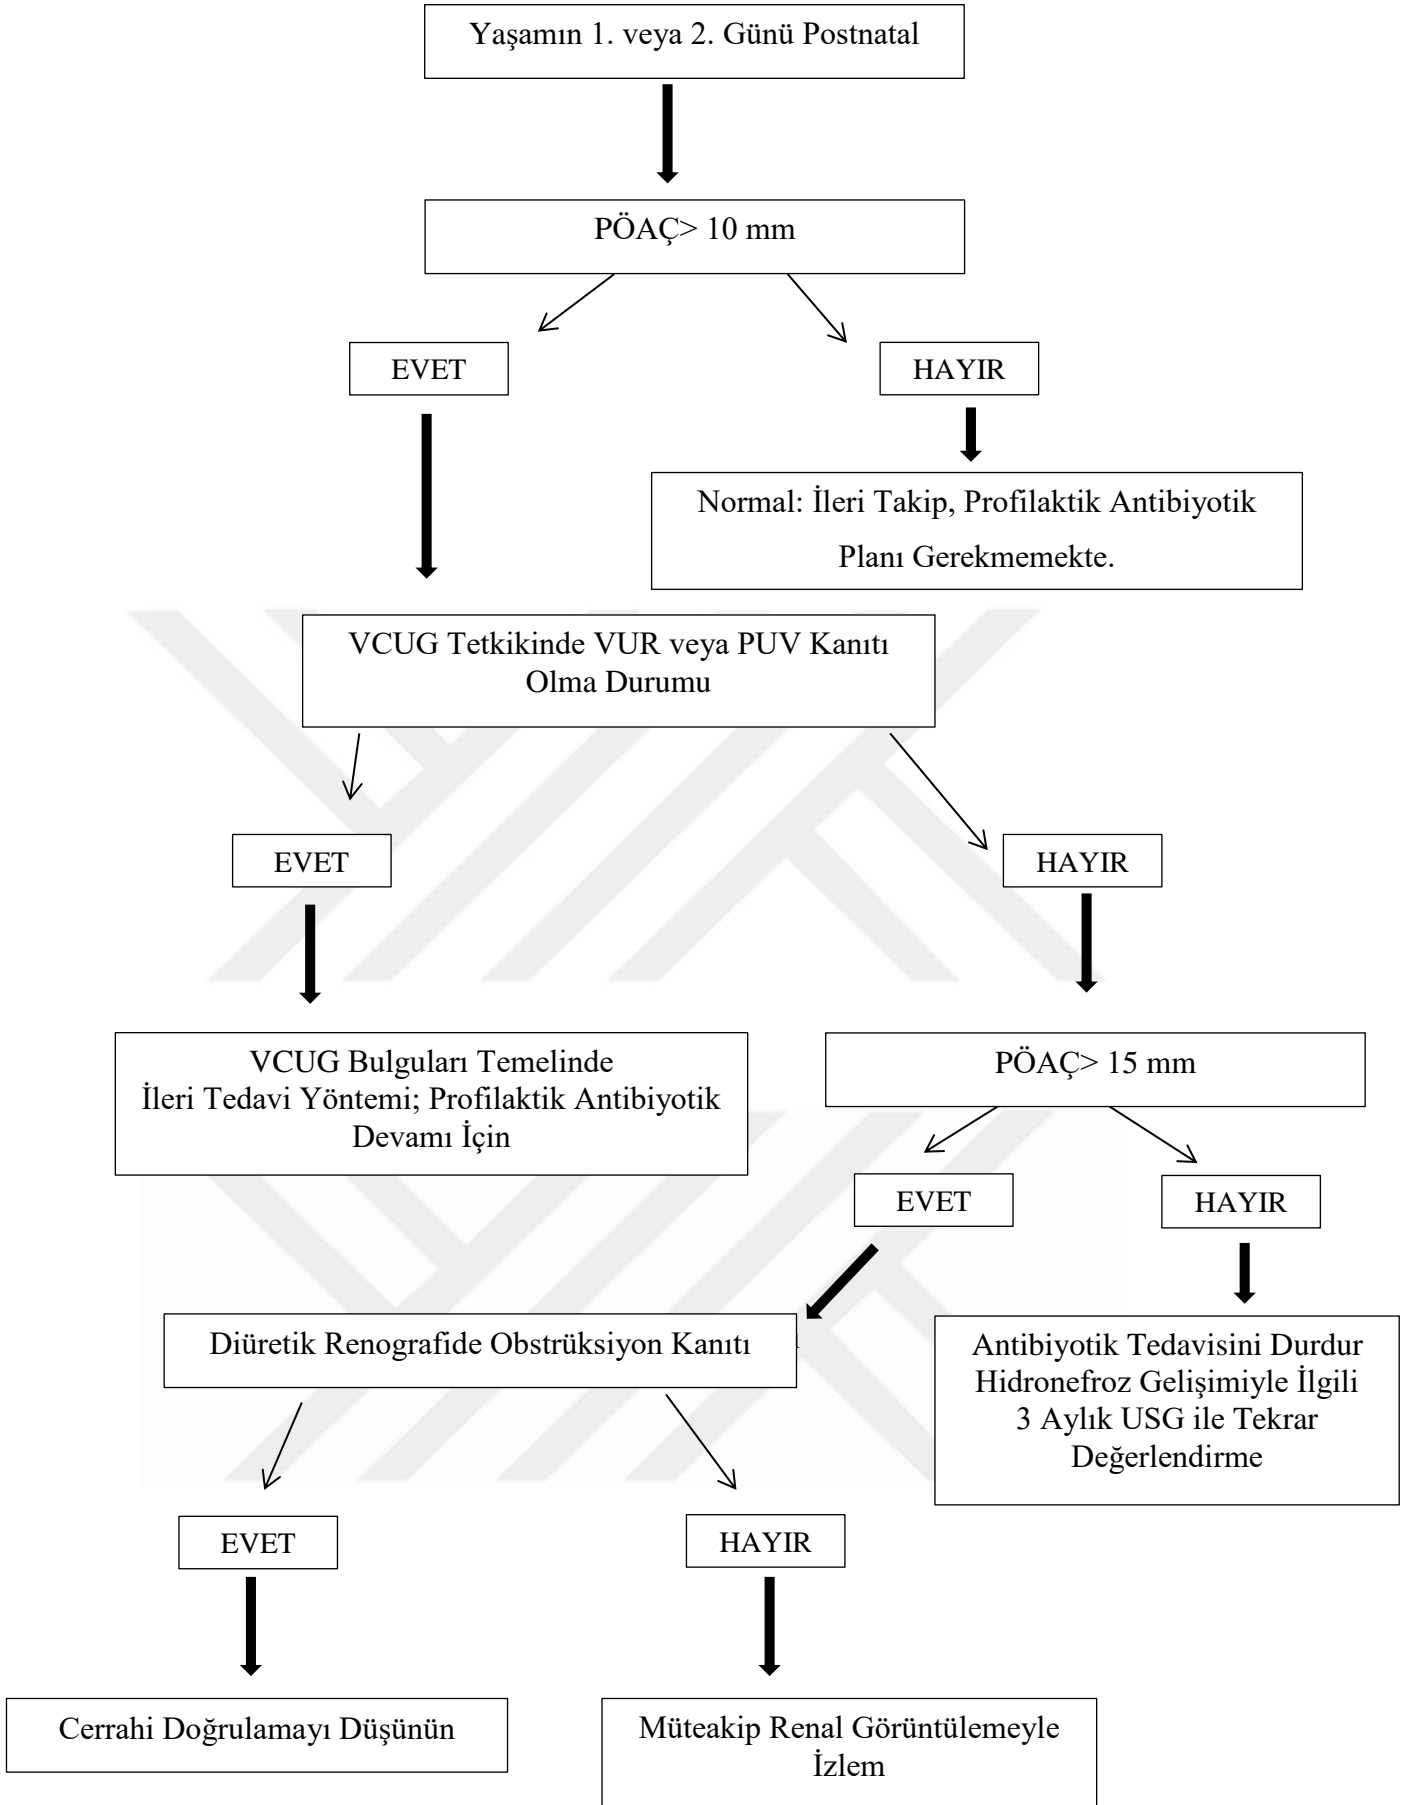 Yaşamın 1. veya 2. Günü Postnatal
PÖAÇ> 10 mm
EVET
HAYIR
Normal: İleri Takip, Profilaktik Antibiyotik
Planı Gerekmemekte.
VCUG Tetkikinde VUR veya PUV Kanıtı
Olma Durumu
EVET
HAYIR
VCUG Bulguları Temelinde
İleri Tedavi Yöntemi; Profilaktik Antibiyotik
Devamı İçin
PÖAÇ> 15 mm
EVET
HAYIR
Diüretik Renografide Obstrüksiyon Kanıtı
Antibiyotik Tedavisini Durdur
Hidronefroz Gelişimiyle İlgili
3 Aylık USG ile Tekrar
Değerlendirme
EVET
HAYIR
Cerrahi Doğrulamayı Düşünün
Müteakip Renal Görüntülemeyle
İzlem